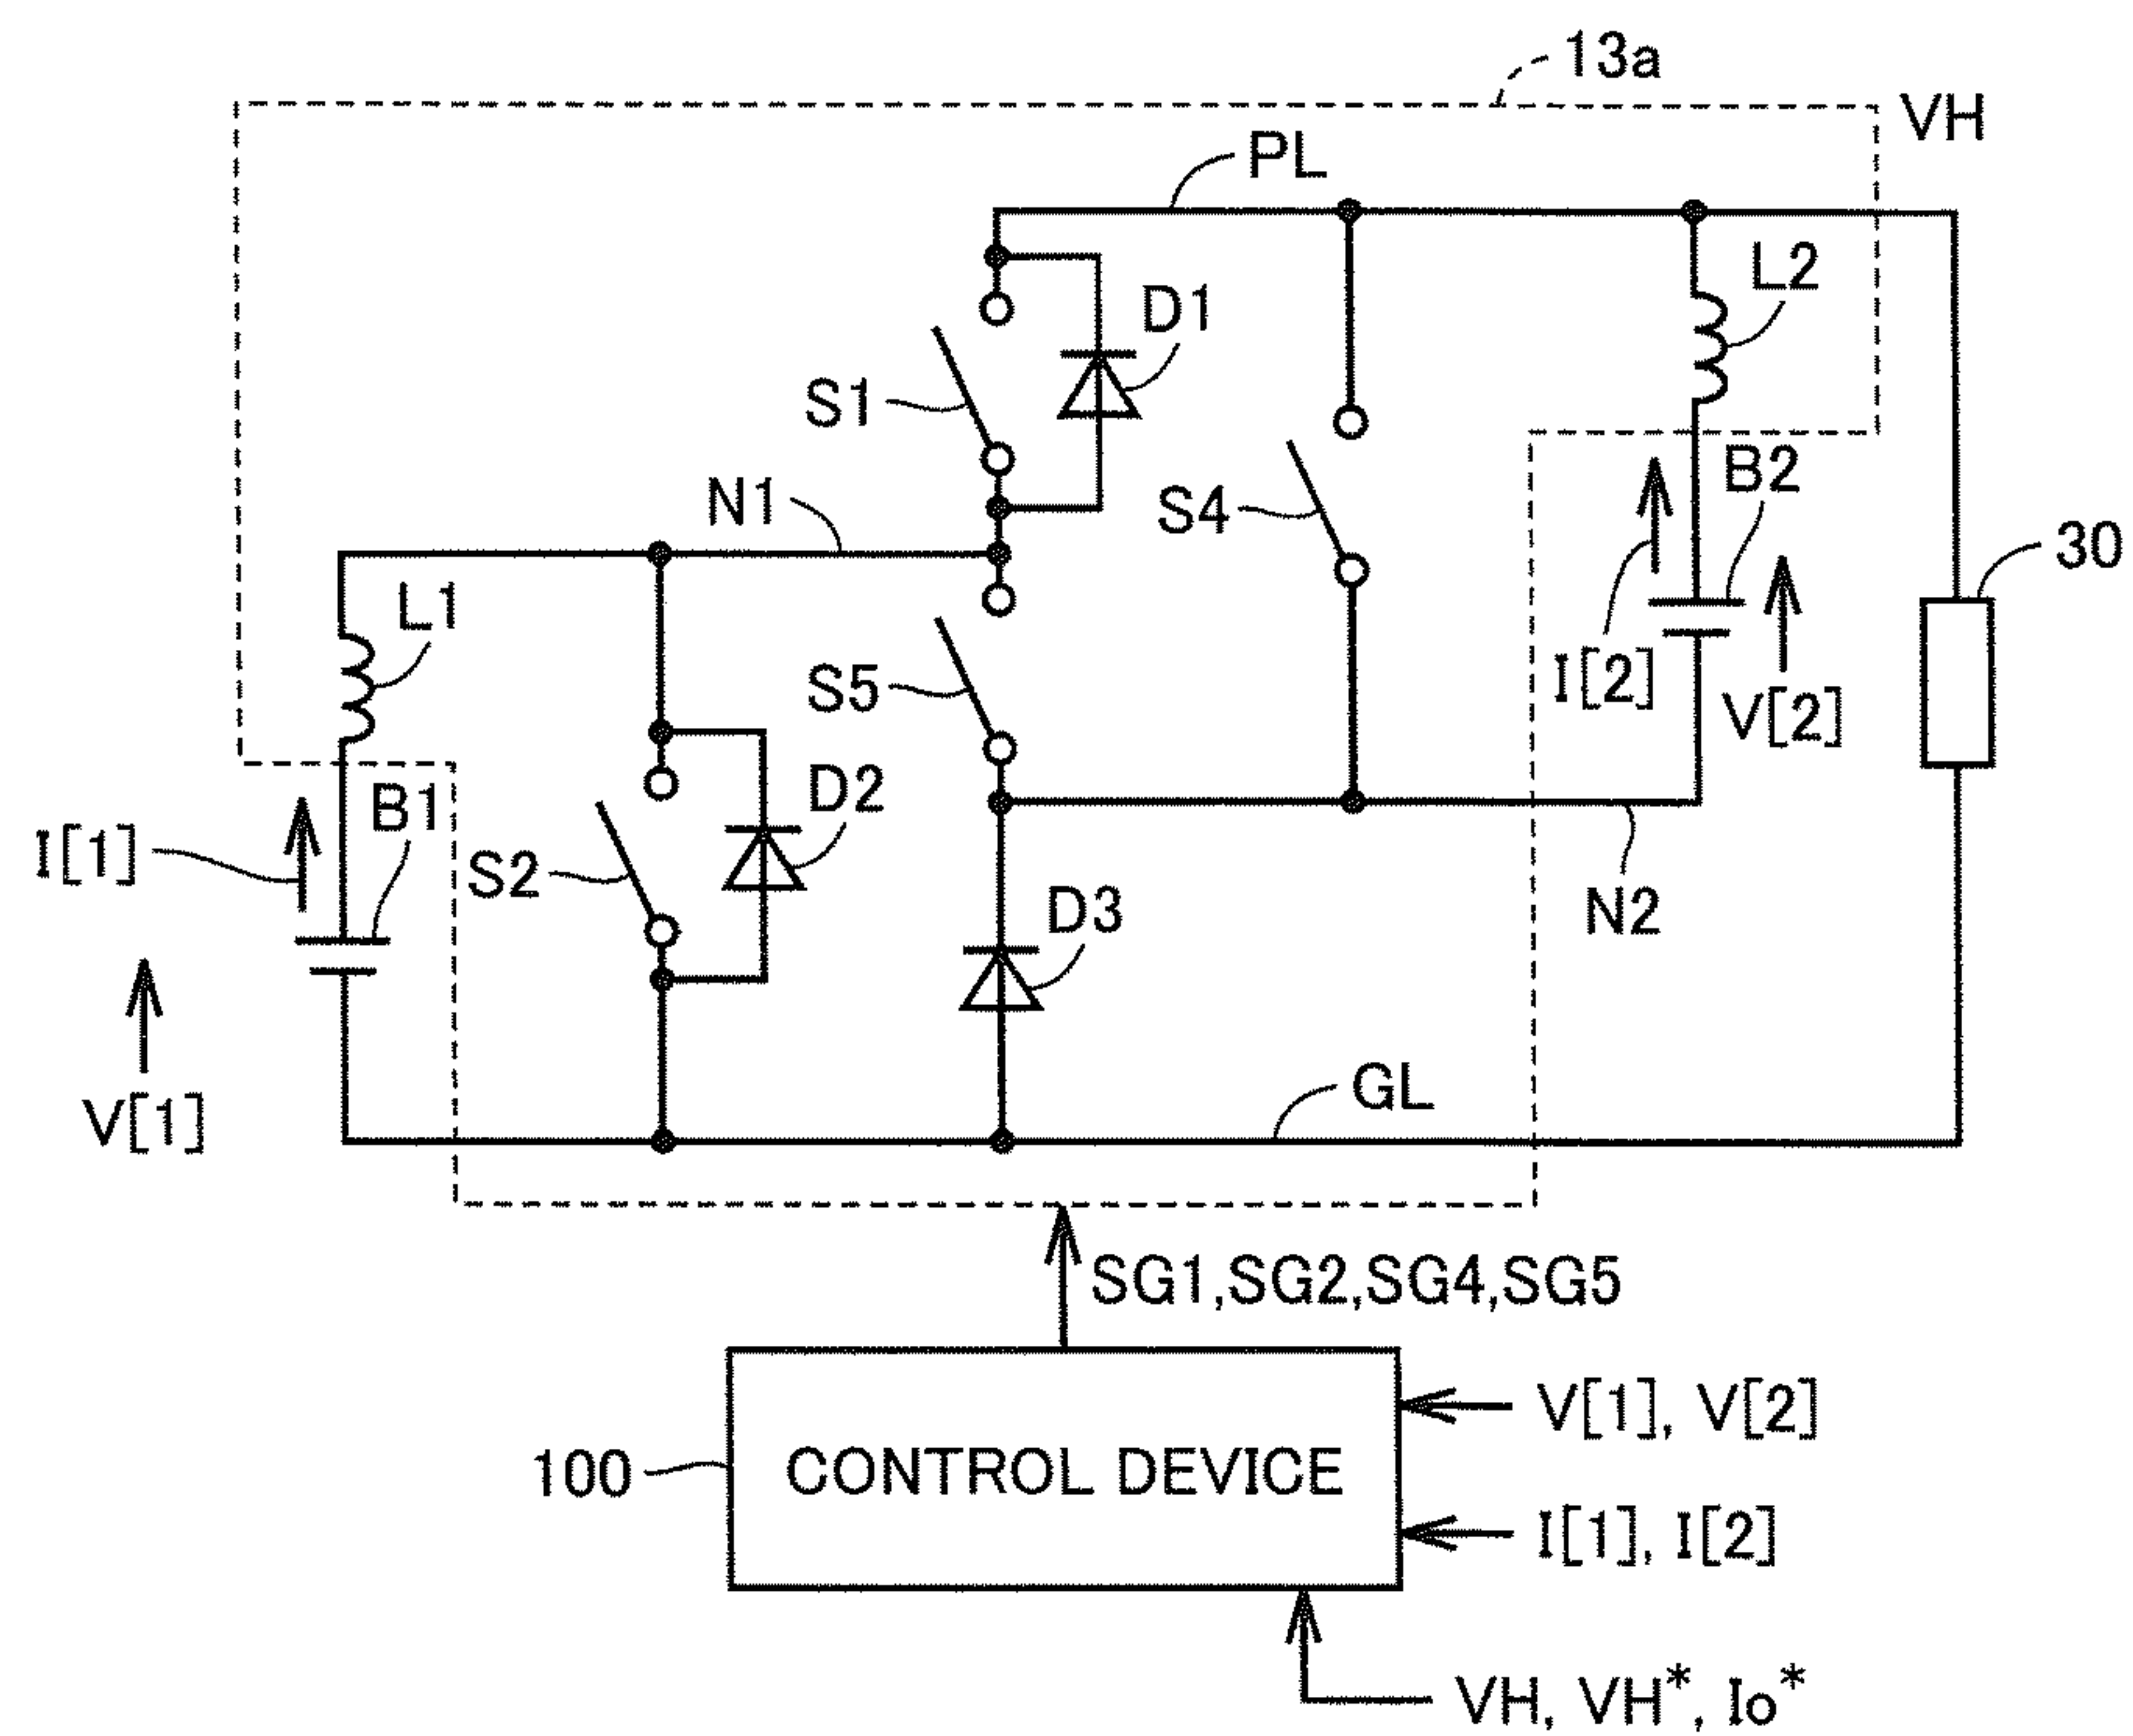 13a
VH
PL
L2
D1
S1
B2
N1
S4
30
L1
S5
I[2]
V[2]
D2
B1
I[1]
S2
D3
N2
GL
V[1]
SG1,SG2,SG4,SG5
V[1], V[2]
100
CONTROL DEVICE
I[1], I[2]
VH, VH*, Io*